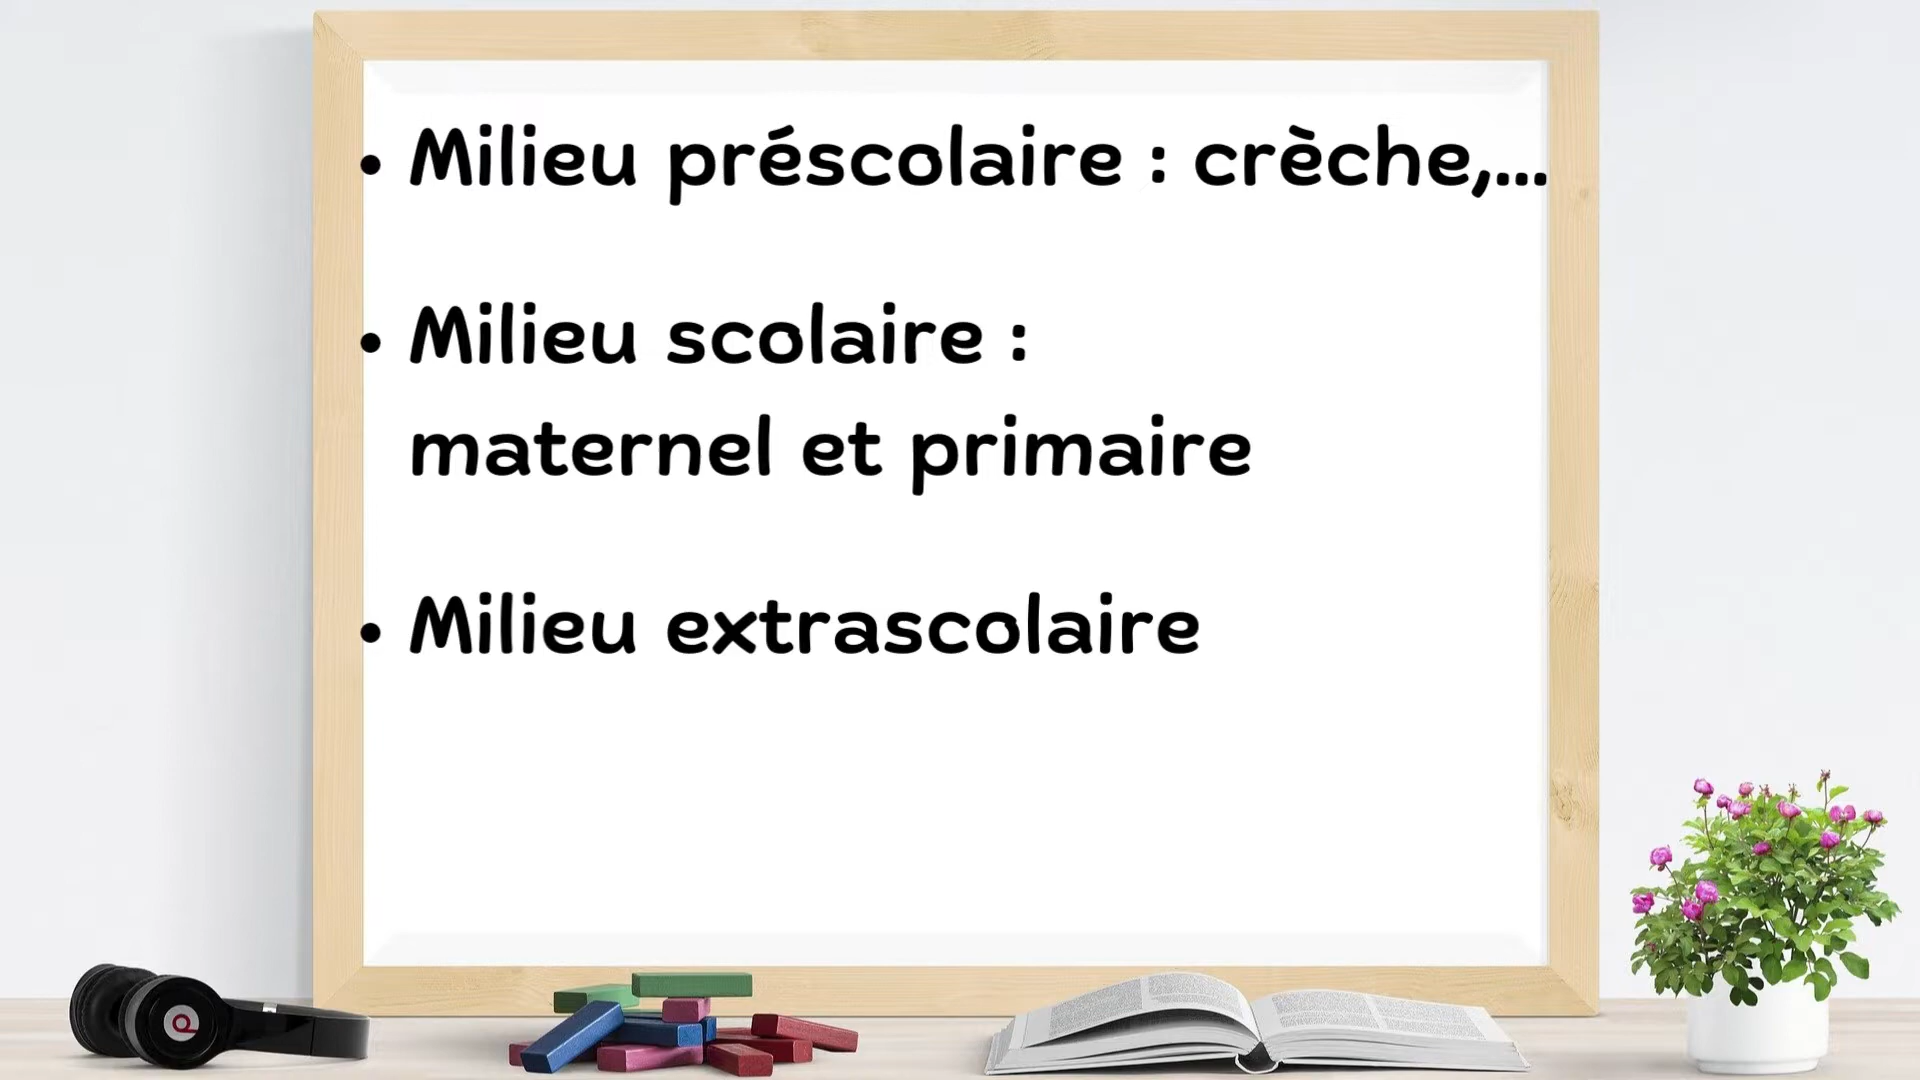 • Milieu préscolaire : crèche,...
• Milieu scolaire :
maternel et primaire
• Milieu extrascolaire